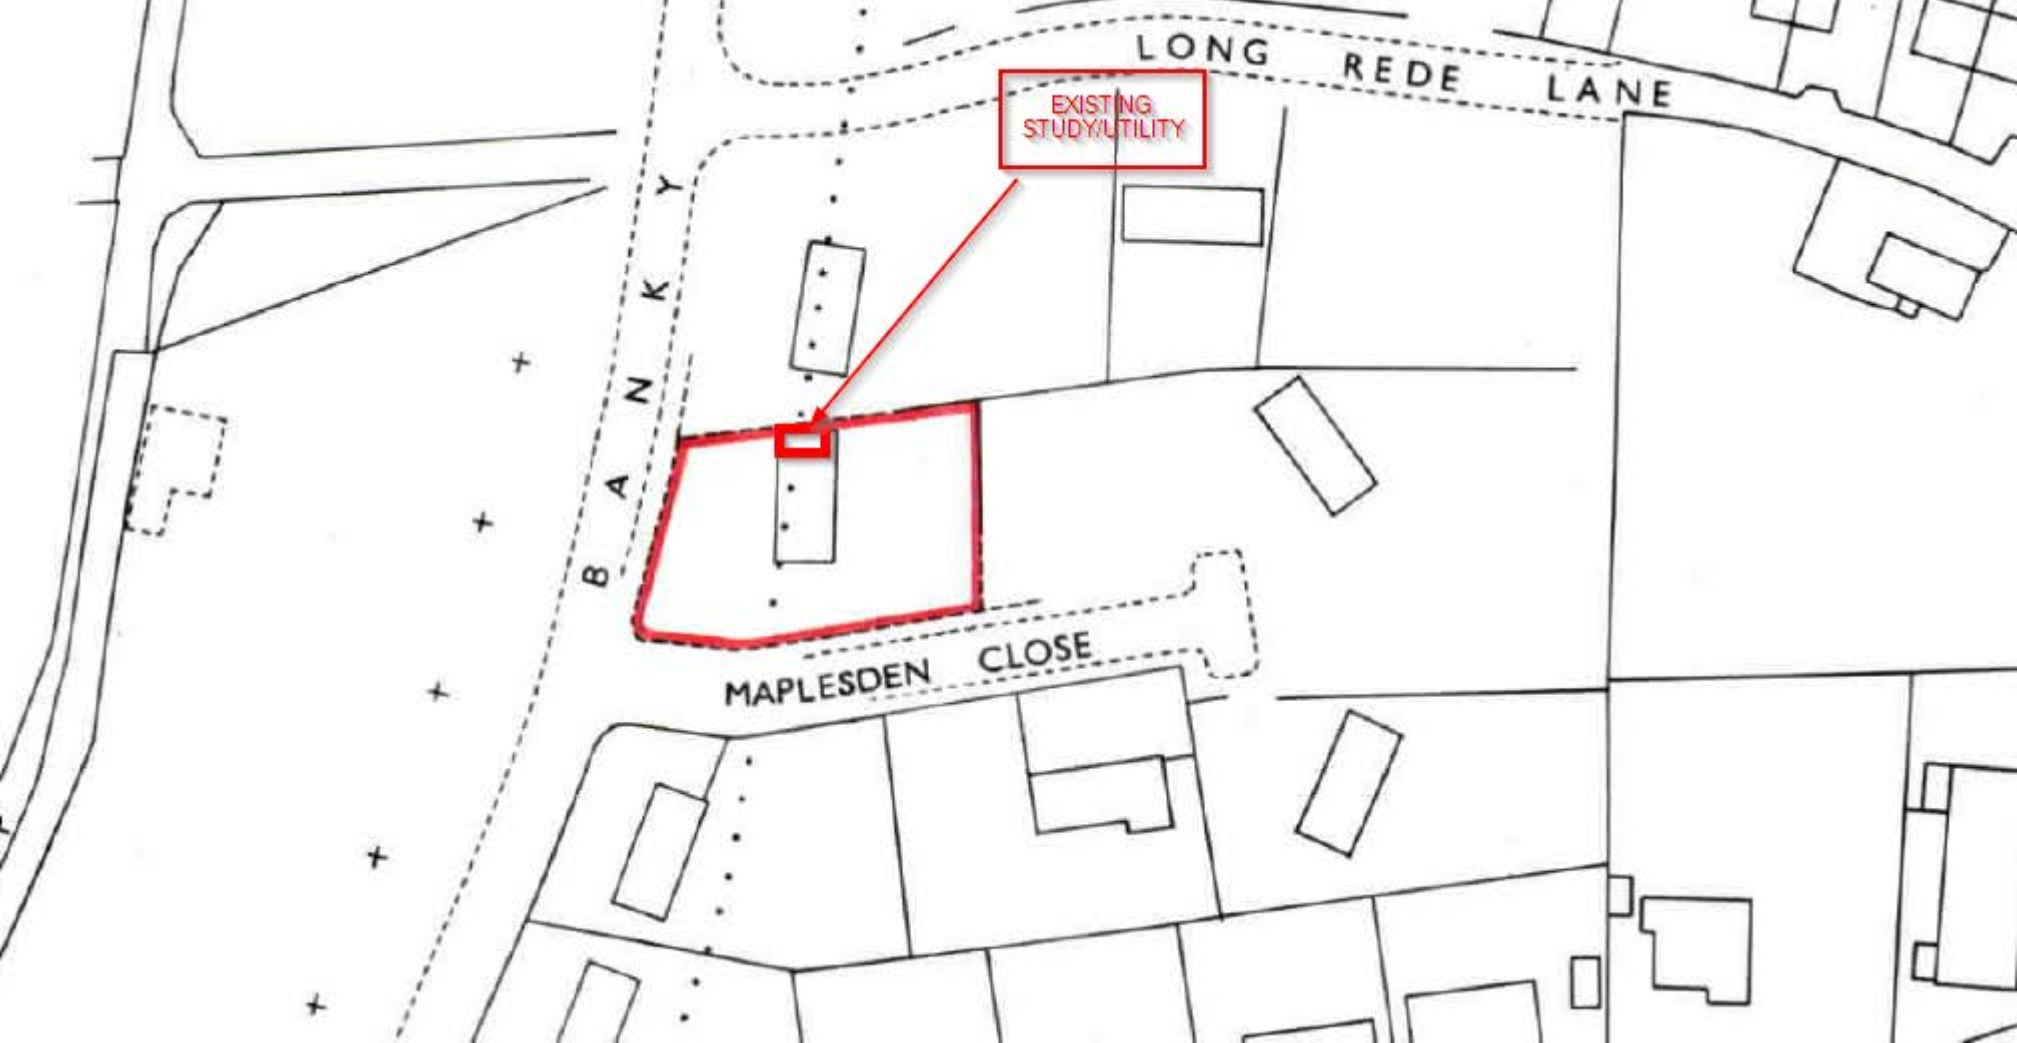 LONG REDE LANE
EXISTING
STUDY/UTILITY
BANKY
MAPLESDEN CLOSE